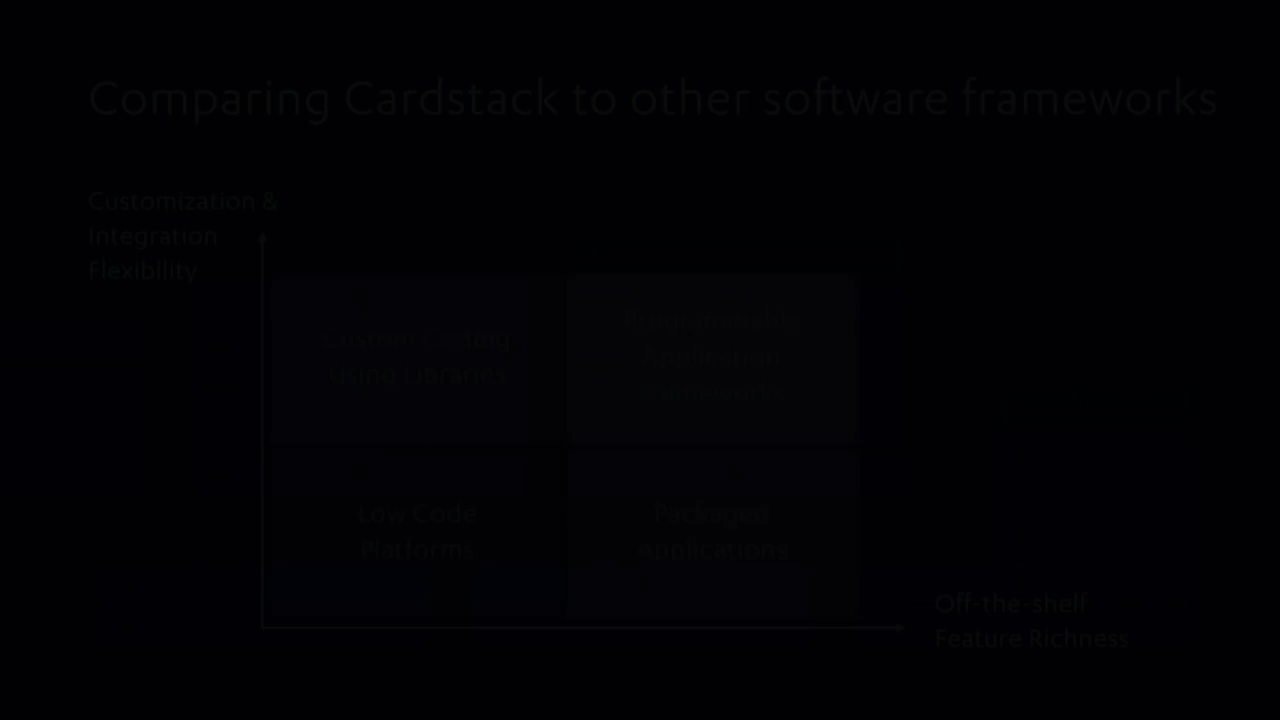 Comparing Cardstack to other software frameworks
Customization &
Integration
Flexibility
Custom Coding
Using Libraries
Programmable
Application
Frameworks
Low Code
Platforms
Packaged
Applications
Off-the-shelf
Feature Richness